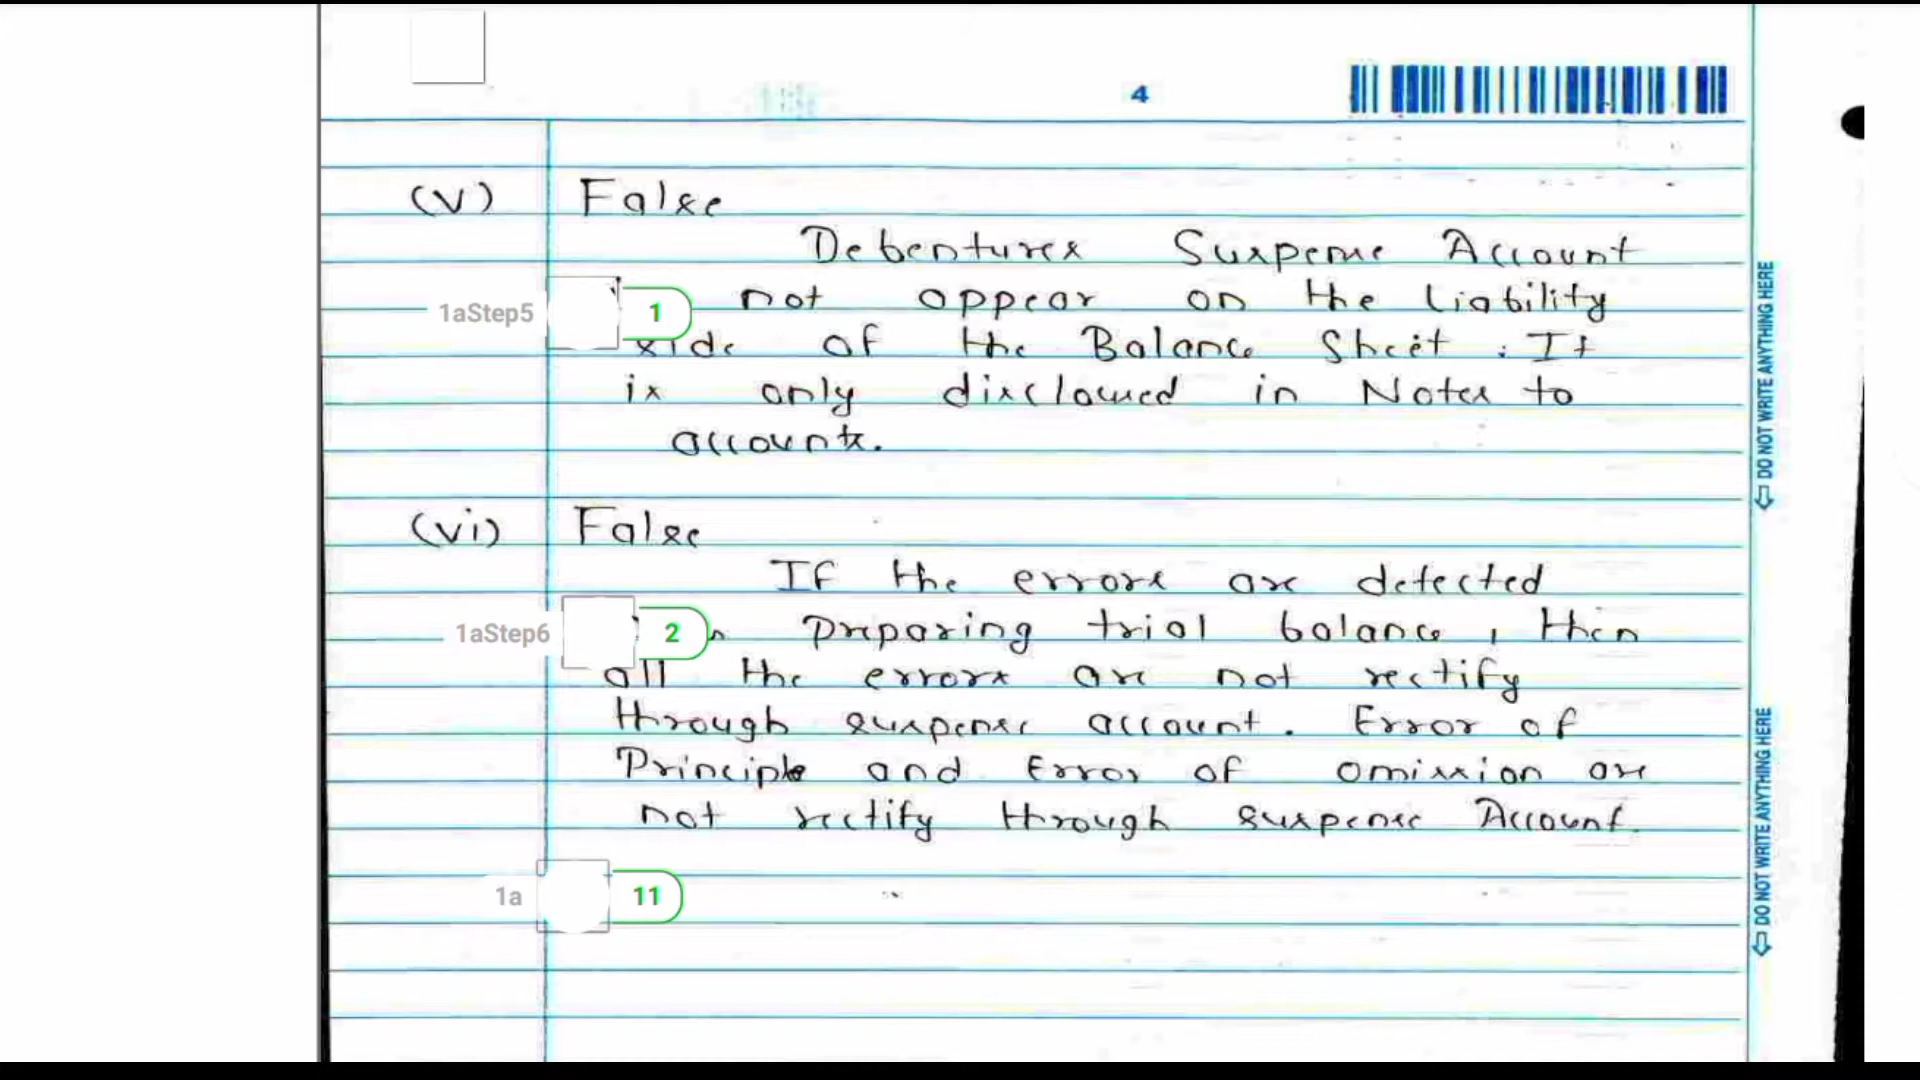 4
(v) False
Debentures Suspense Account
1aStep5 1 not appear on the liability
side of the Balance Sheet. It
is only disclosed in Notes to
accounts.
(vi) False
If the errors are detected
1aStep6 2 preparing trial balance, then
all the errors are not rectify
through suspense account. Error of
Principle and Error of omission are
not rectify through suspense Account.
1a 11
⇦ DO NOT WRITE ANYTHING HERE
⇦ DO NOT WRITE ANYTHING HERE